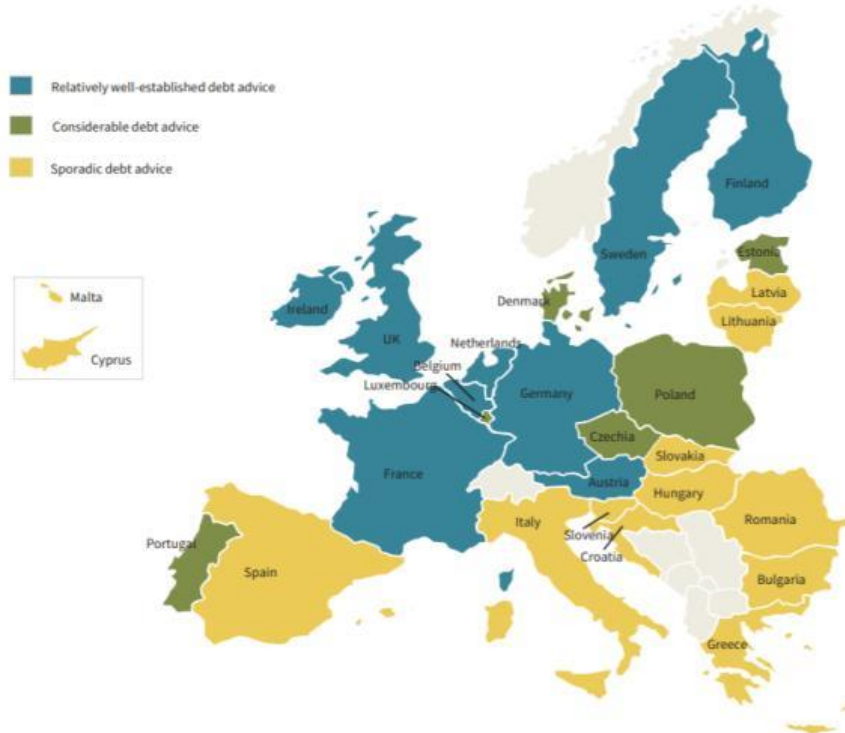 Relatively well-established debt advice
Considerable debt advice
Sporadic debt advice
Finland
Estonia
Sweden
Malta
Latvia
Denmark
Ireland
Lithuania
UK
Netherlands
Cyprus
Belgium
Luxembourg
Germany
Poland
Czechia
Slovakia
France
Austria
Hungary
Italy
Romania
Slovenia
Portugal
Croatia
Spain
Bulgaria
Greece